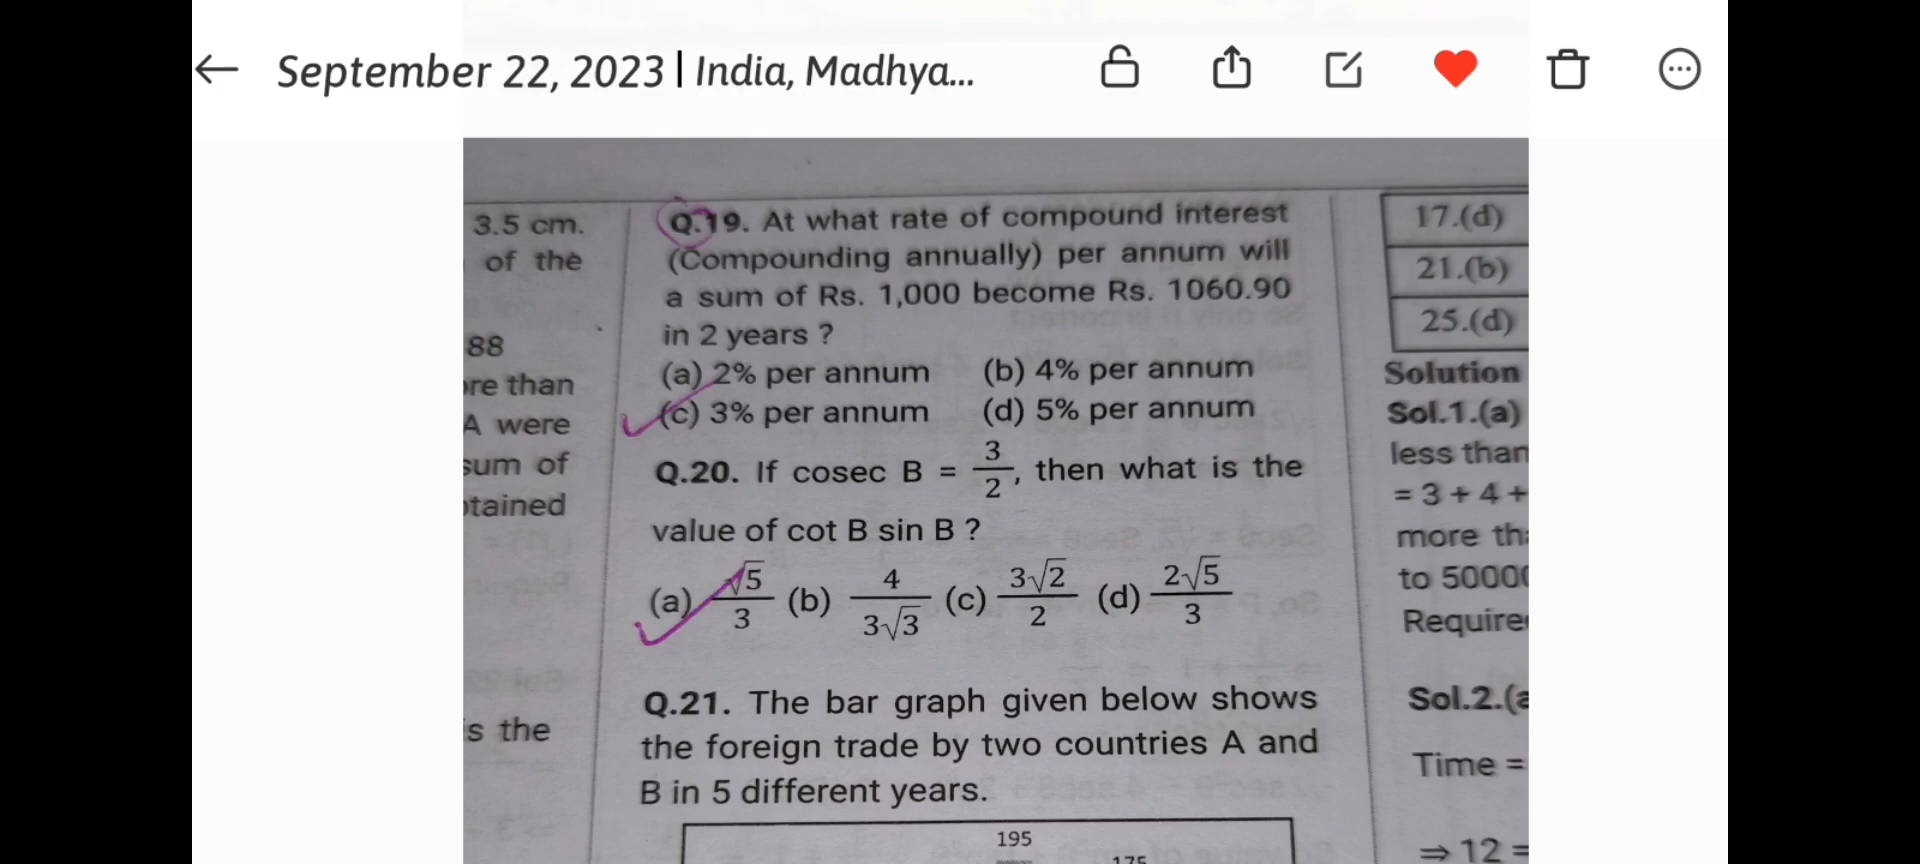 September 22, 2023 | India, Madhya...
3.5 cm.
of the
88
re than
A were
sum of
tained
s the
Q.19. At what rate of compound interest
(Compounding annually) per annum will
a sum of Rs. 1,000 become Rs. 1060.90
in 2 years ?
(a) 2% per annum (b) 4% per annum
(c) 3% per annum (d) 5% per annum
Q.20. If cosec B = 3/2, then what is the
value of cot B sin B ?
(a) √5/3 (b) 4/3√3 (c) 3√2/2 (d) 2√5/3
Q.21. The bar graph given below shows
the foreign trade by two countries A and
B in 5 different years.
195
175
17.(d)
21.(b)
25.(d)
Solution
Sol.1.(a)
less than
= 3 + 4 +
more th
to 5000
Require
Sol.2.(a
Time =
⇒ 12 =